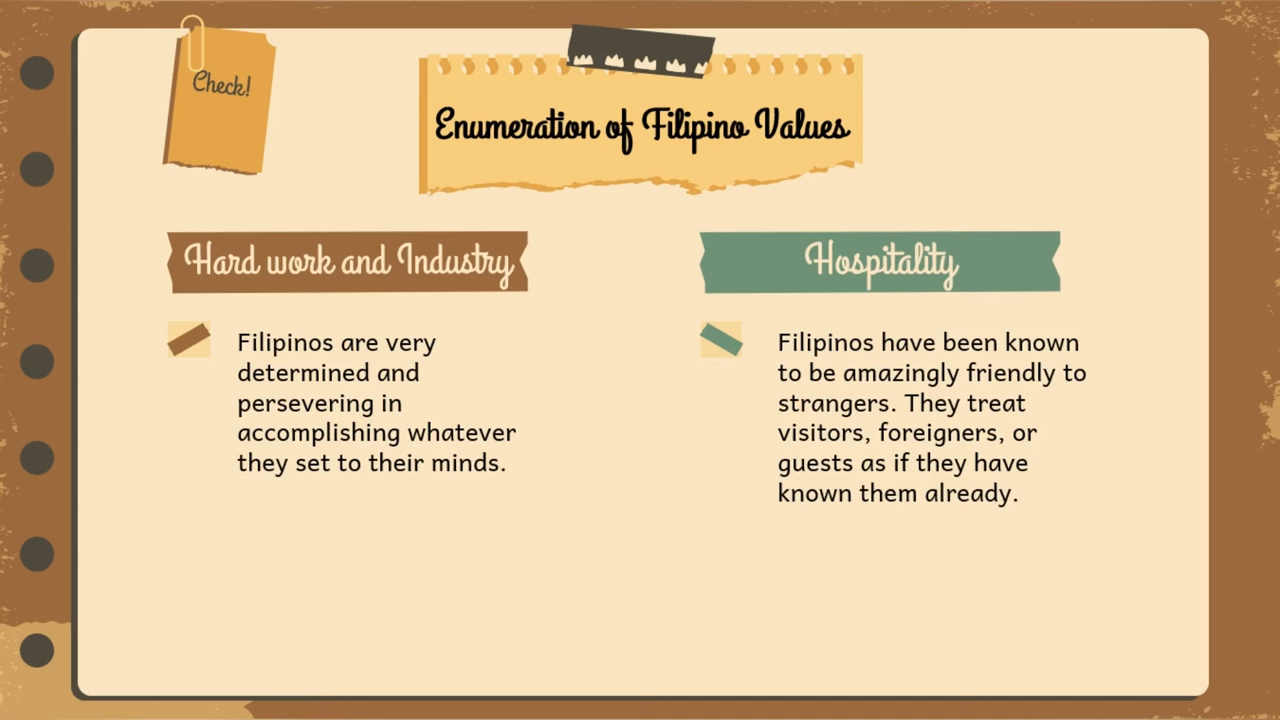 Check!
Enumeration of Filipino Values
Hard work and Industry
Filipinos are very
determined and
persevering in
accomplishing whatever
they set to their minds.
Hospitality
Filipinos have been known
to be amazingly friendly to
strangers. They treat
visitors, foreigners, or
guests as if they have
known them already.